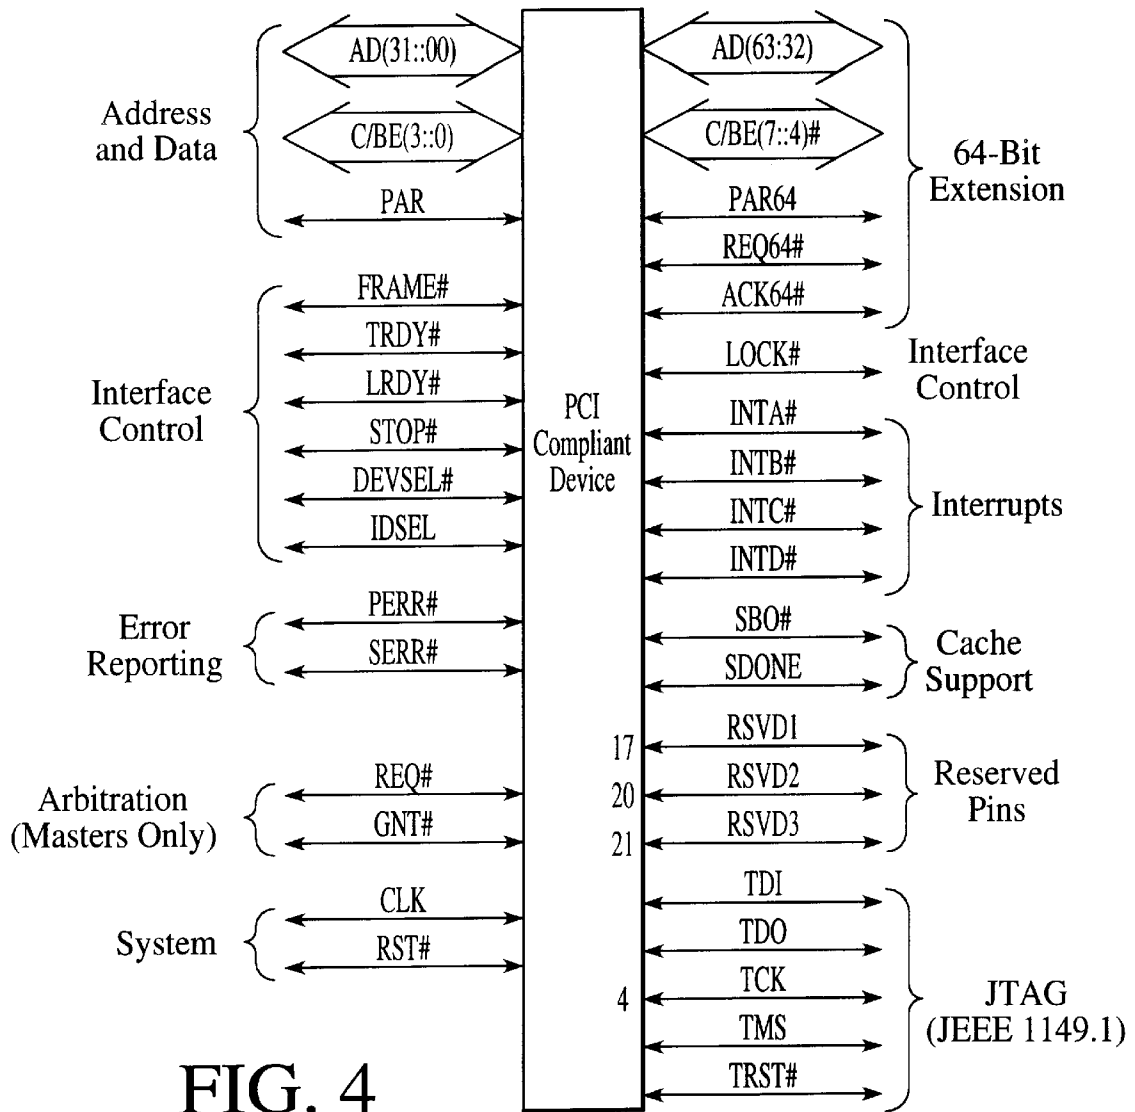 Address
and Data
AD(31::00)
C/BE(3::0)
PAR
Interface
Control
FRAME#
TRDY#
LRDY#
STOP#
DEVSEL#
IDSEL
Error
Reporting
PERR#
SERR#
Arbitration
(Masters Only)
REQ#
GNT#
System
CLK
RST#
PCI
Compliant
Device
17
20
21
4
AD(63:32)
C/BE(7::4)#
PAR64
REQ64#
ACK64#
64-Bit
Extension
LOCK#
Interface
Control
INTA#
INTB#
INTC#
INTD#
Interrupts
SBO#
SDONE
Cache
Support
RSVD1
RSVD2
RSVD3
Reserved
Pins
TDI
TDO
TCK
TMS
TRST#
JTAG
(JEEE 1149.1)
FIG. 4